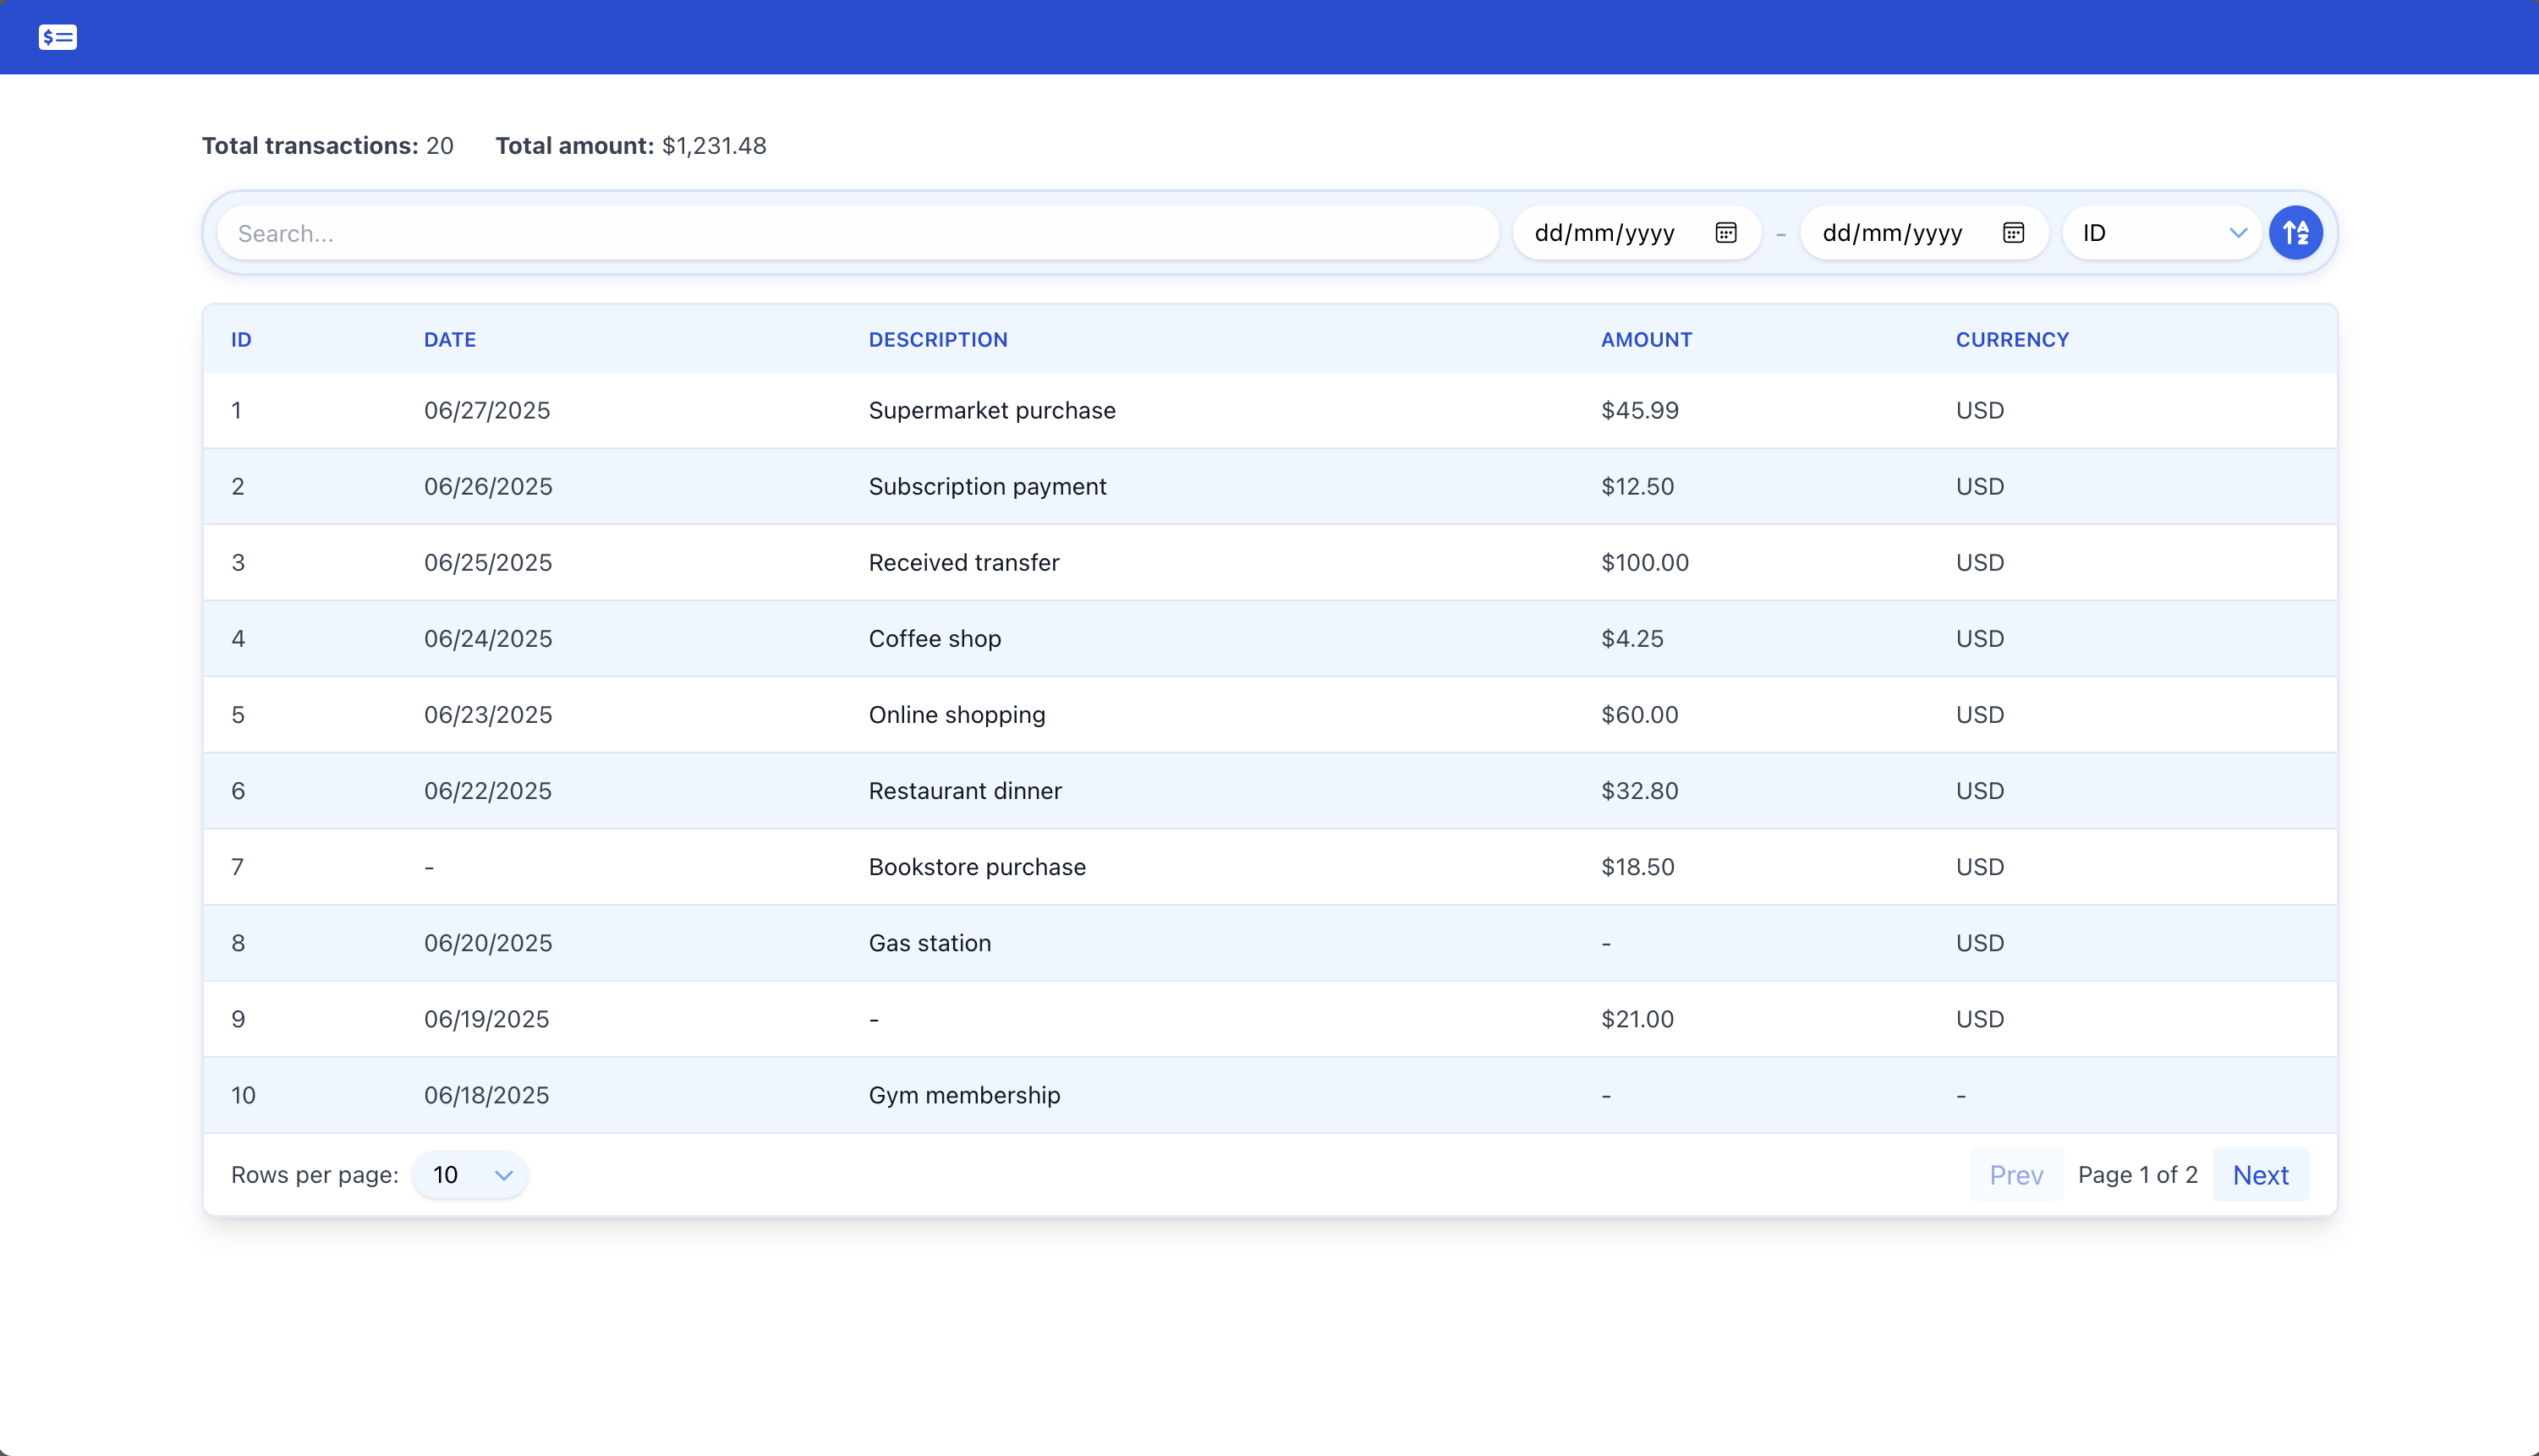 $
Total transactions: 20 Total amount: $1,231.48
Search... dd/mm/yyyy - dd/mm/yyyy ID AZ
ID DATE DESCRIPTION AMOUNT CURRENCY
1 06/27/2025 Supermarket purchase $45.99 USD
2 06/26/2025 Subscription payment $12.50 USD
3 06/25/2025 Received transfer $100.00 USD
4 06/24/2025 Coffee shop $4.25 USD
5 06/23/2025 Online shopping $60.00 USD
6 06/22/2025 Restaurant dinner $32.80 USD
7 - Bookstore purchase $18.50 USD
8 06/20/2025 Gas station - USD
9 06/19/2025 - $21.00 USD
10 06/18/2025 Gym membership - -
Rows per page: 10 Prev Page 1 of 2 Next